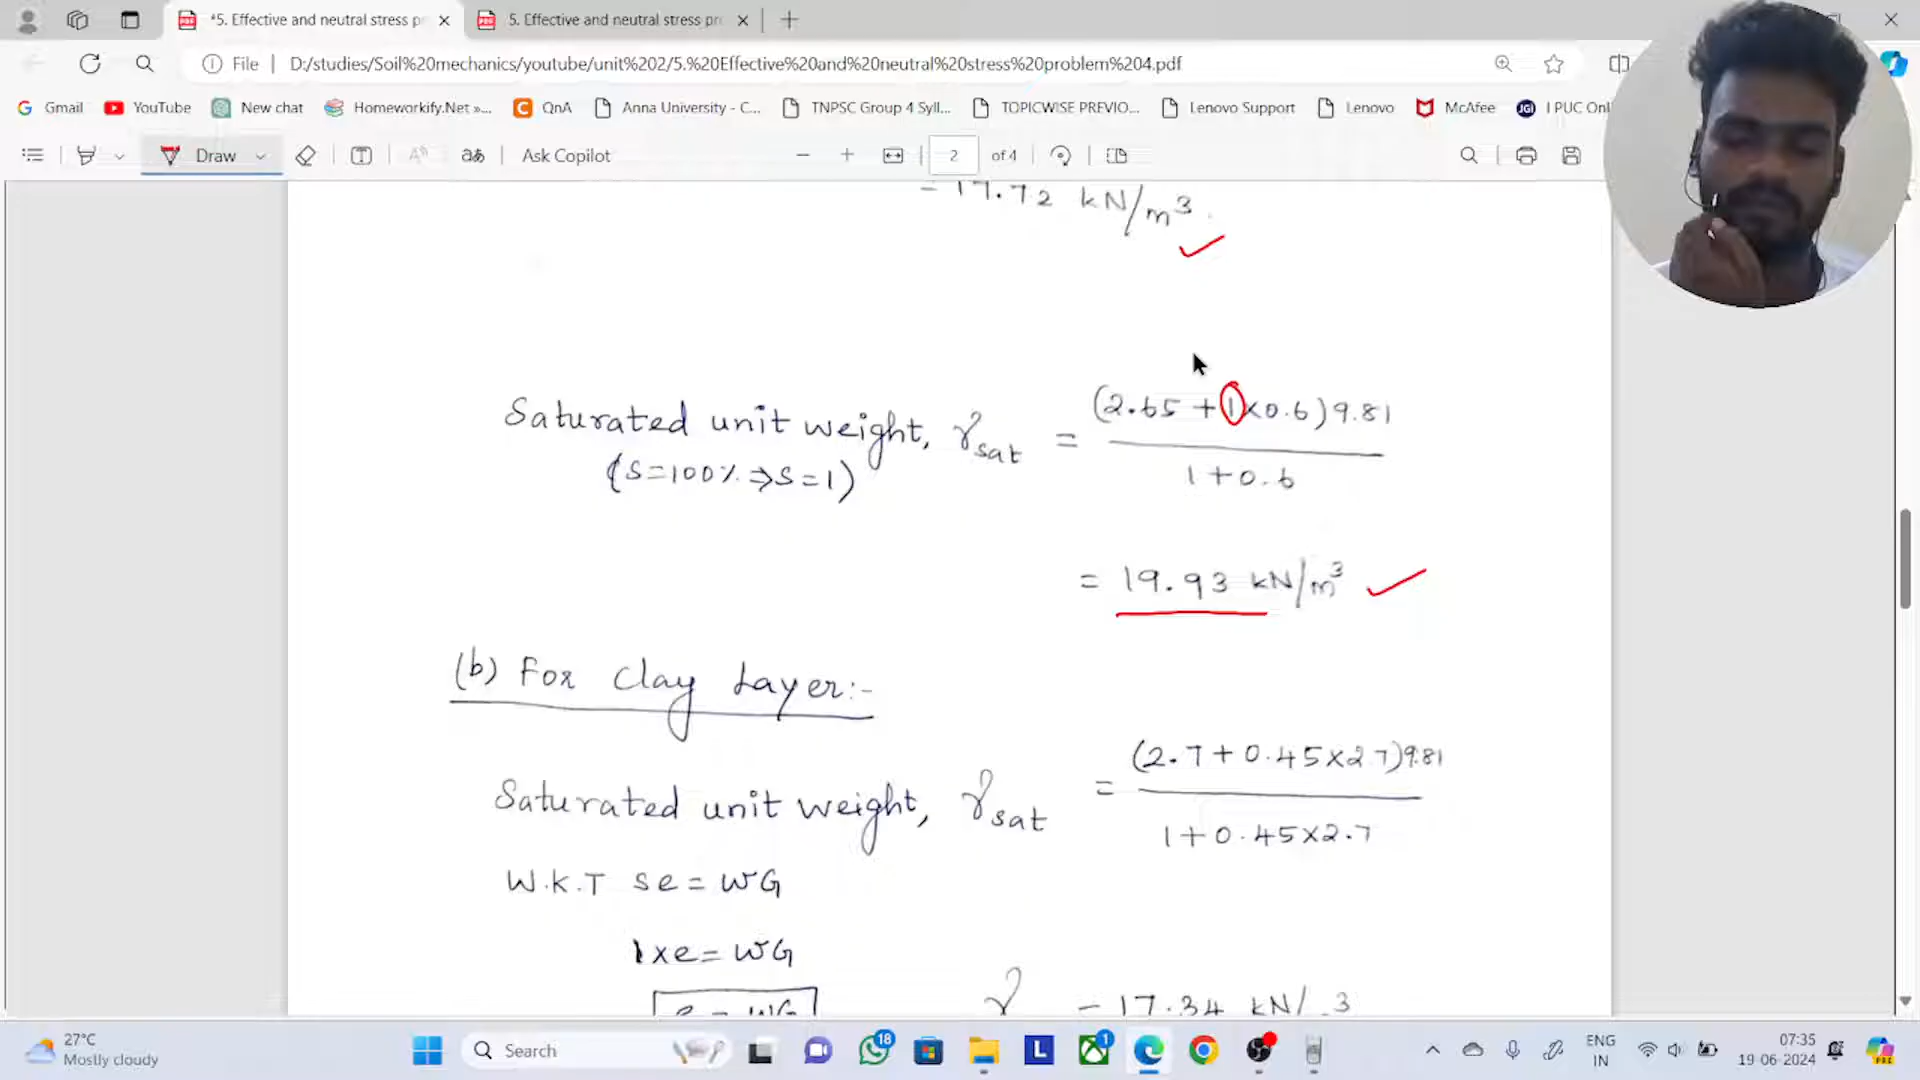 *5. Effective and neutral stress pr
5. Effective and neutral stress pr
File
D:/studies/Soil%20mechanics/youtube/unit%202/5.%20Effective%20and%20neutral%20stress%20problem%204.pdf
Gmail YouTube New chat Homeworkify.Net »... QnA Anna University - C... TNPSC Group 4 Syll... TOPICWISE PREVIO... Lenovo Support Lenovo McAfee I PUC Onl
Draw Ask Copilot 2 of 4
= 17.72 kN/m³.
Saturated unit weight, γsat = (2.65 + 1×0.6) 9.81
1 + 0.6
(S=100% ⇒ S=1)
= 19.93 kN/m³
(b) For Clay Layer:-
Saturated unit weight, γsat = (2.7 + 0.45×2.7) 9.81
1 + 0.45×2.7
W.K.T se = wG
1×e = wG
e = wG
γ = 17.34 kN/ 3
27°C
Mostly cloudy
Search
18
1
ENG
IN
07:35
19-06-2024